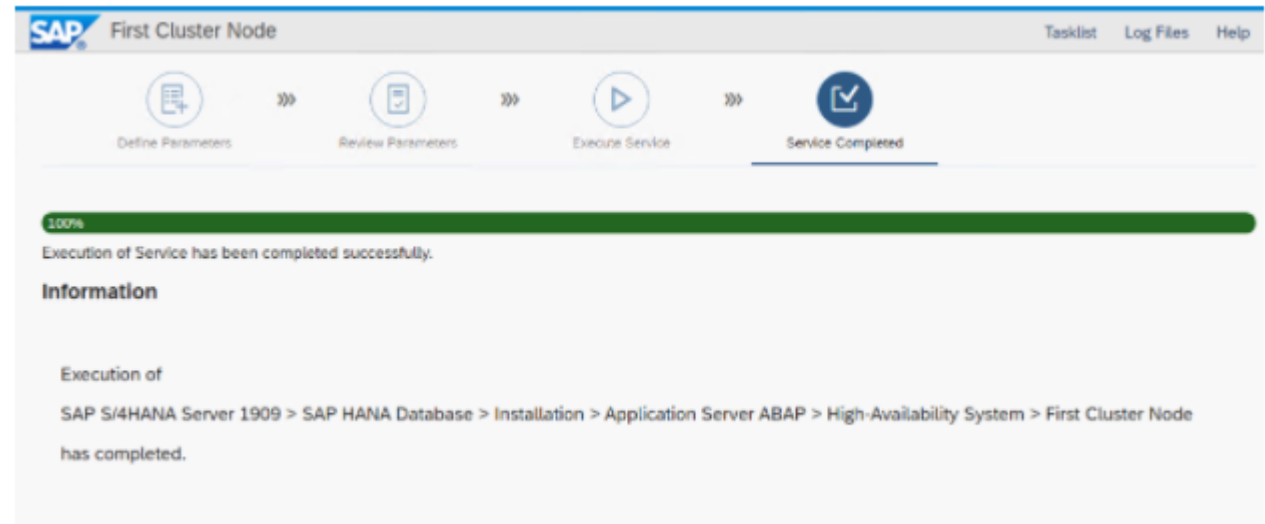 SAP First Cluster Node Tasklist Log Files Help
Define Parameters Review Parameters Execute Service Service Completed
100%
Execution of Service has been completed successfully.
Information
Execution of
SAP S/4HANA Server 1909 > SAP HANA Database > Installation > Application Server ABAP > High-Availability System > First Cluster Node
has completed.